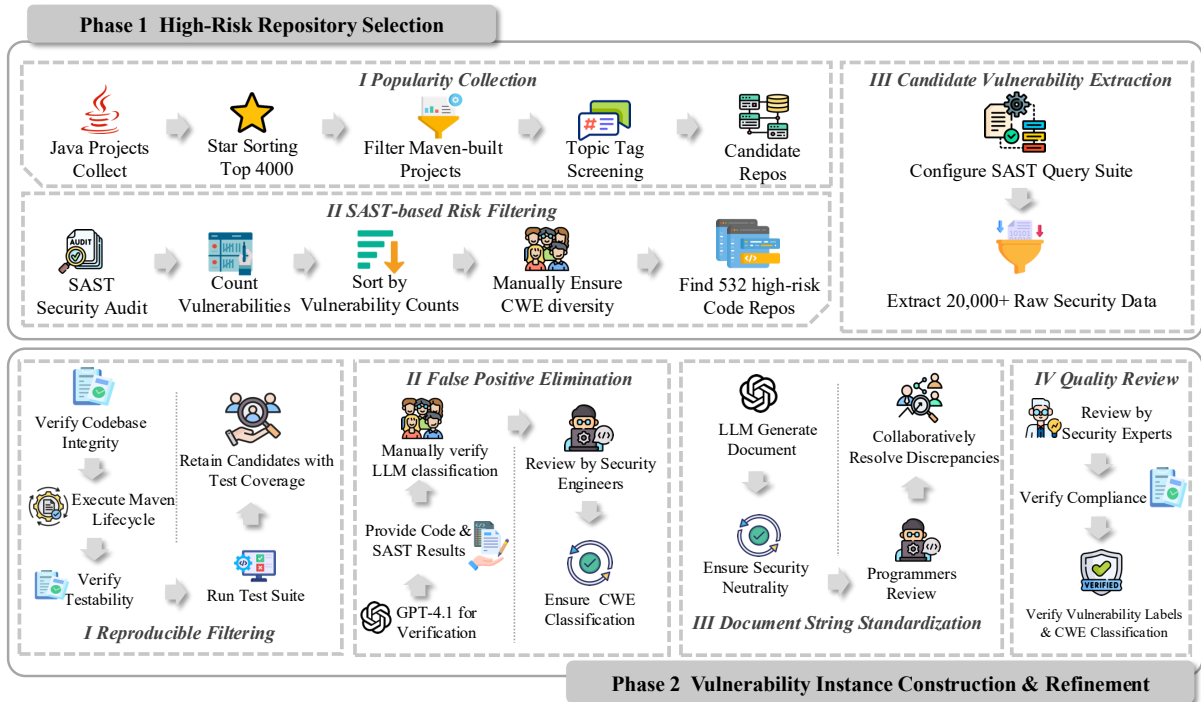 Phase 1  High-Risk Repository Selection
I Popularity Collection
Java Projects
Collect
Star Sorting
Top 4000
Filter Maven-built
Projects
#
Topic Tag
Screening
Candidate
Repos
II SAST-based Risk Filtering
AUDIT
SAST
Security Audit
Count
Vulnerabilities
Sort by
Vulnerability Counts
Manually Ensure
CWE diversity
Find 532 high-risk
Code Repos
III Candidate Vulnerability Extraction
Configure SAST Query Suite
10101
Extract 20,000+ Raw Security Data
Verify Codebase
Integrity
Execute Maven
Lifecycle
Verify
Testability
Run Test Suite
Retain Candidates with
Test Coverage
I Reproducible Filtering
II False Positive Elimination
GPT-4.1 for
Verification
Provide Code &
SAST Results
Manually verify
LLM classification
Review by Security
Engineers
Ensure CWE
Classification
LLM Generate
Document
Ensure Security
Neutrality
Programmers
Review
Collaboratively
Resolve Discrepancies
III Document String Standardization
IV Quality Review
Review by
Security Experts
Verify Compliance
VERIFIED
Verify Vulnerability Labels
& CWE Classification
Phase 2  Vulnerability Instance Construction & Refinement